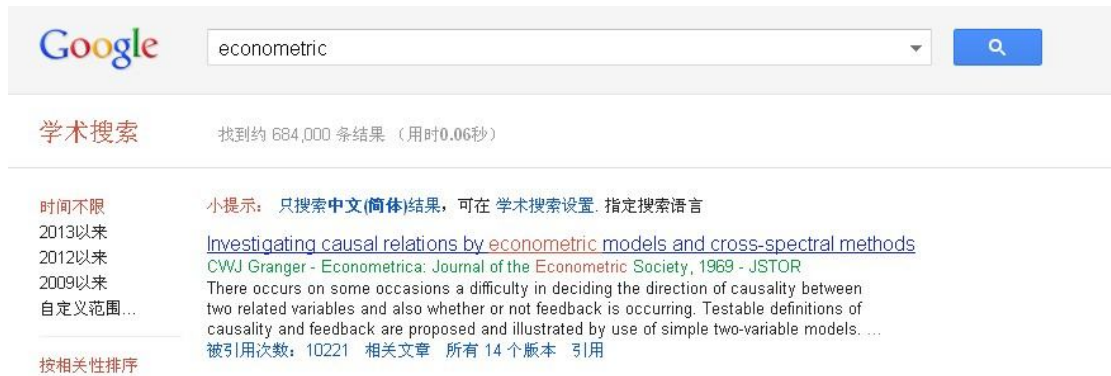 Google
econometric
学术搜索
找到约 684,000 条结果 （用时0.06秒）
时间不限
2013以来
2012以来
2009以来
自定义范围...
按相关性排序
小提示： 只搜索中文(简体)结果，可在 学术搜索设置. 指定搜索语言
Investigating causal relations by econometric models and cross-spectral methods
CWJ Granger - Econometrica: Journal of the Econometric Society, 1969 - JSTOR
There occurs on some occasions a difficulty in deciding the direction of causality between
two related variables and also whether or not feedback is occurring. Testable definitions of
causality and feedback are proposed and illustrated by use of simple two-variable models. ...
被引用次数：10221 相关文章 所有 14 个版本 引用